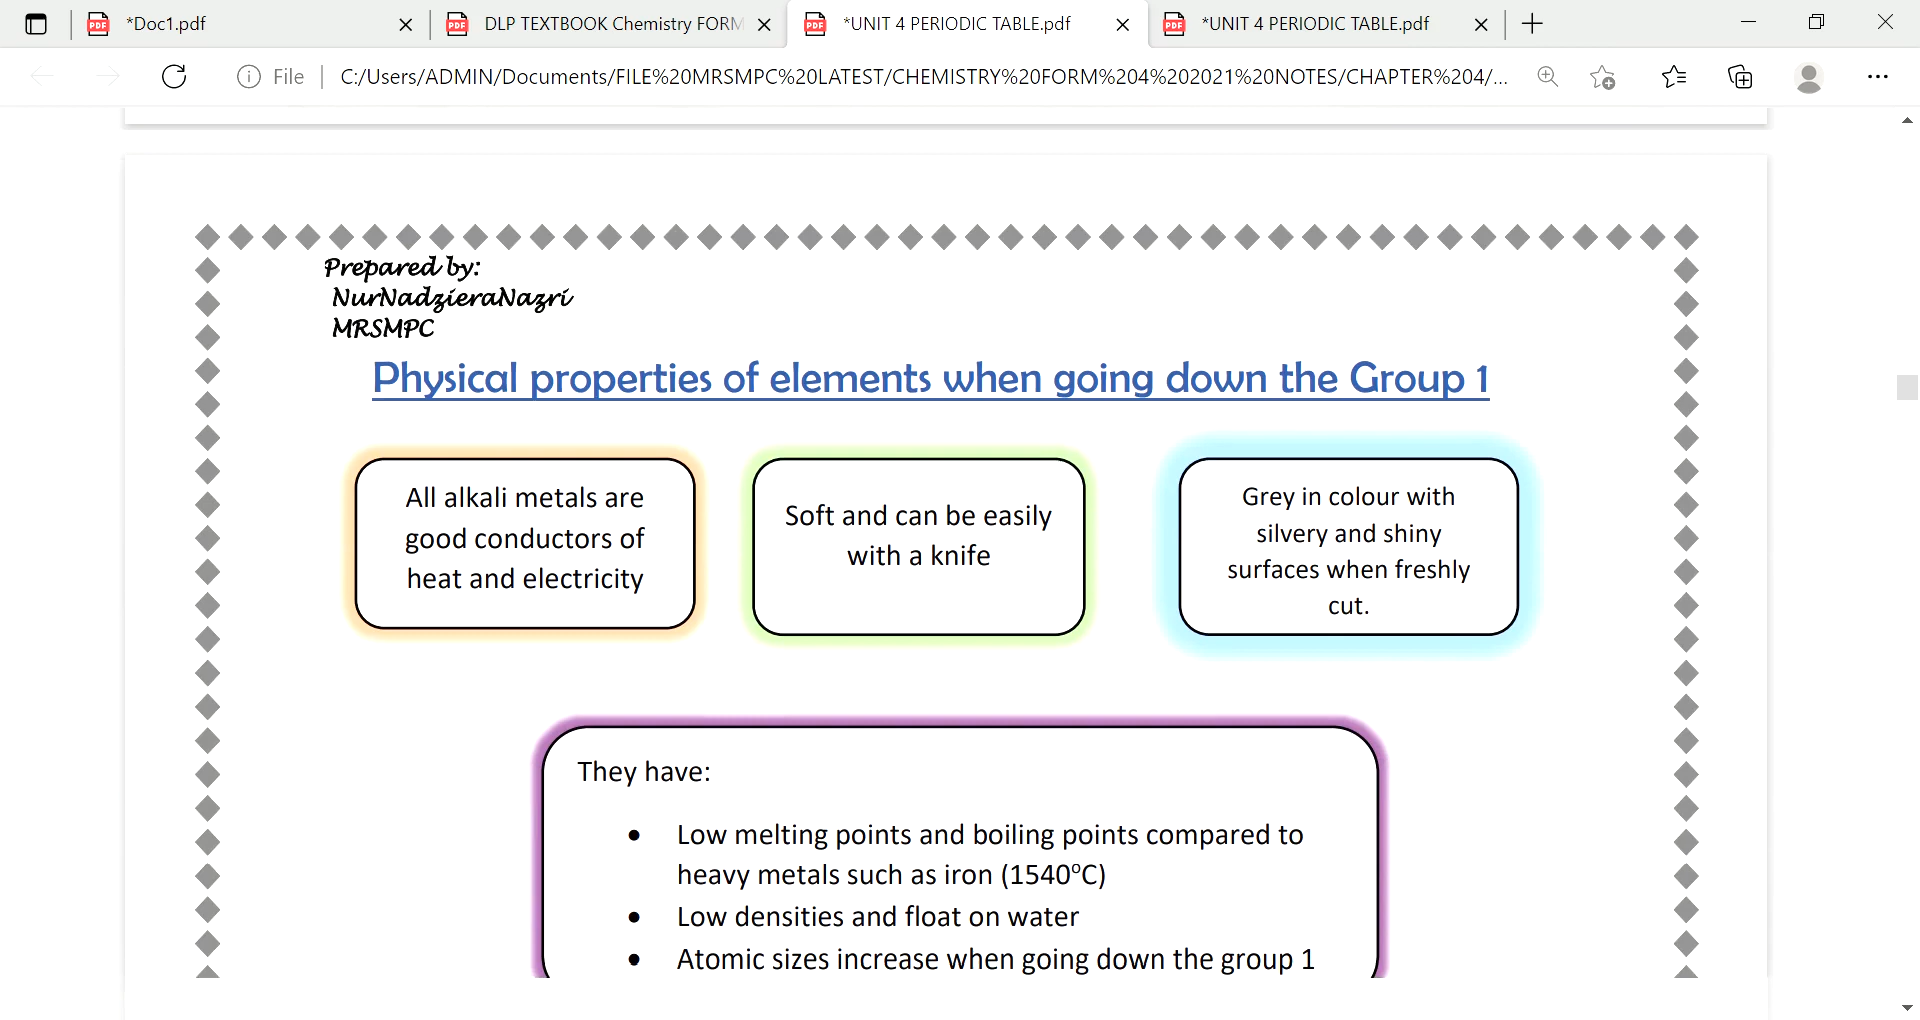 *Doc1.pdf
DLP TEXTBOOK Chemistry FORM
*UNIT 4 PERIODIC TABLE.pdf
*UNIT 4 PERIODIC TABLE.pdf
File
C:/Users/ADMIN/Documents/FILE%20MRSMPC%20LATEST/CHEMISTRY%20FORM%204%202021%20NOTES/CHAPTER%204/...
Prepared by:
NurNadzieraNazri
MRSMPC
Physical properties of elements when going down the Group 1
All alkali metals are
good conductors of
heat and electricity
Soft and can be easily
with a knife
Grey in colour with
silvery and shiny
surfaces when freshly
cut.
They have:
• Low melting points and boiling points compared to
heavy metals such as iron (1540⁰C)
• Low densities and float on water
• Atomic sizes increase when going down the group 1